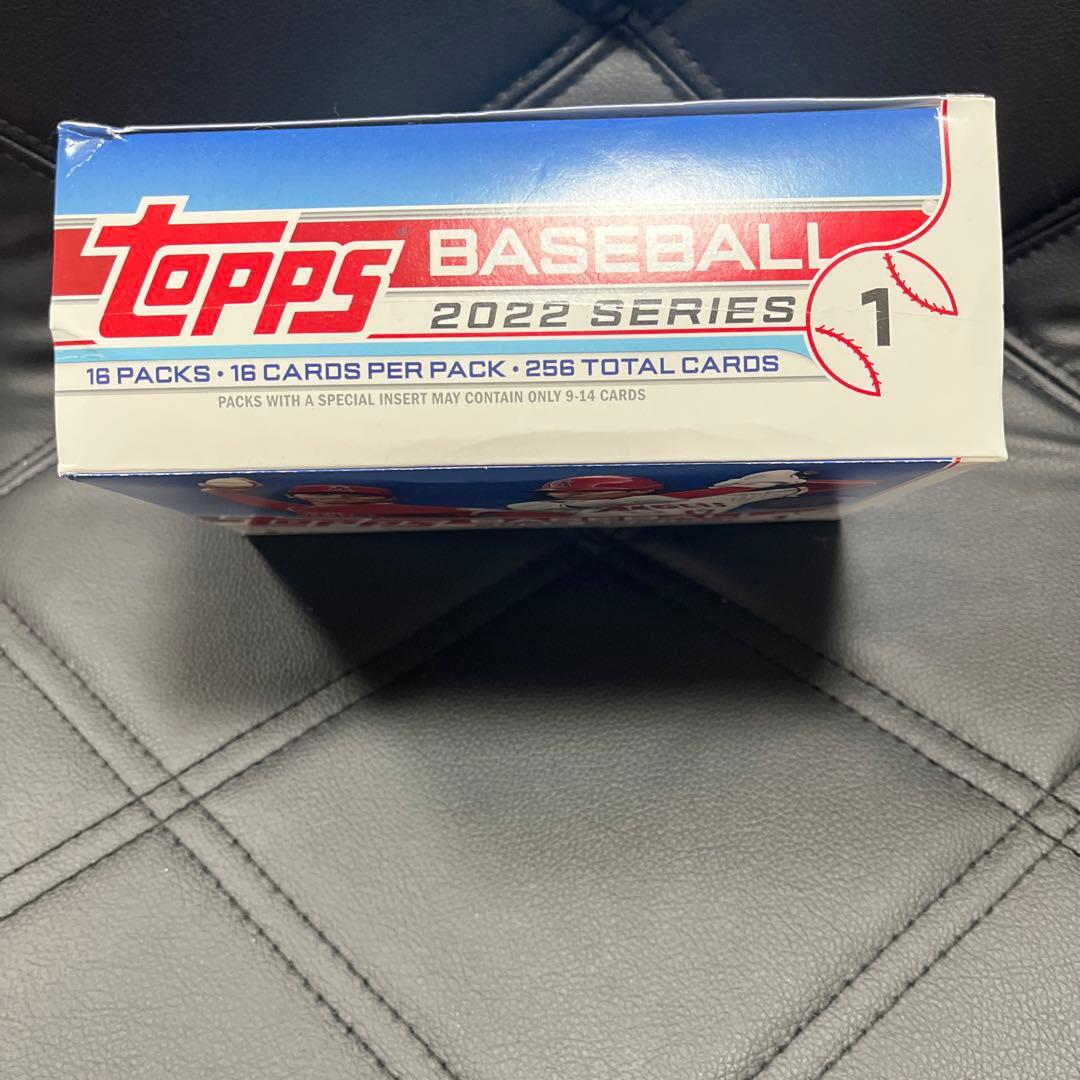 topps BASEBALL
2022 SERIES 1
16 PACKS • 16 CARDS PER PACK • 256 TOTAL CARDS
PACKS WITH A SPECIAL INSERT MAY CONTAIN ONLY 9-14 CARDS